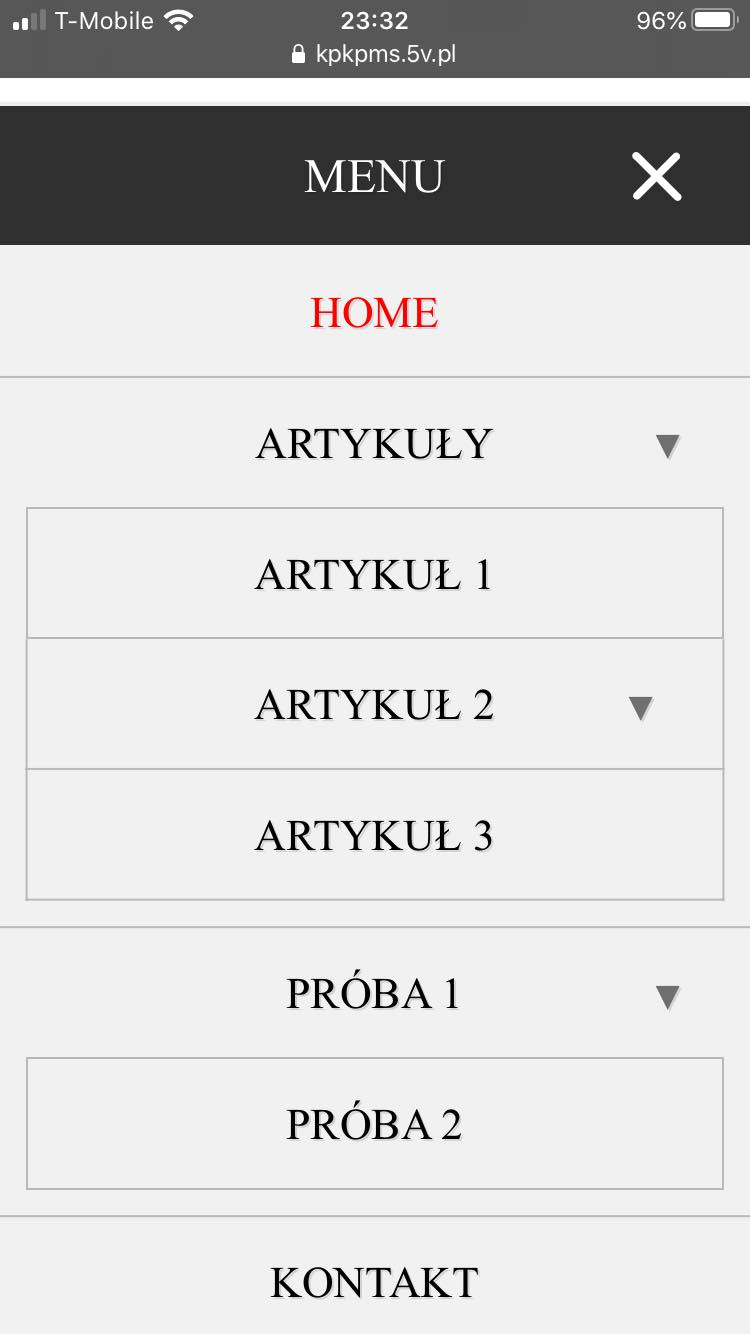 T-Mobile 23:32 96%
kpkpms.5v.pl
MENU
HOME
ARTYKUŁY
ARTYKUŁ 1
ARTYKUŁ 2
ARTYKUŁ 3
PRÓBA 1
PRÓBA 2
KONTAKT